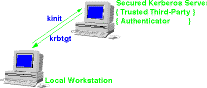 Secured Kerberos Server
( Trusted Third-Party )
( Authenticator )
kinit
krbtgt
Local Workstation